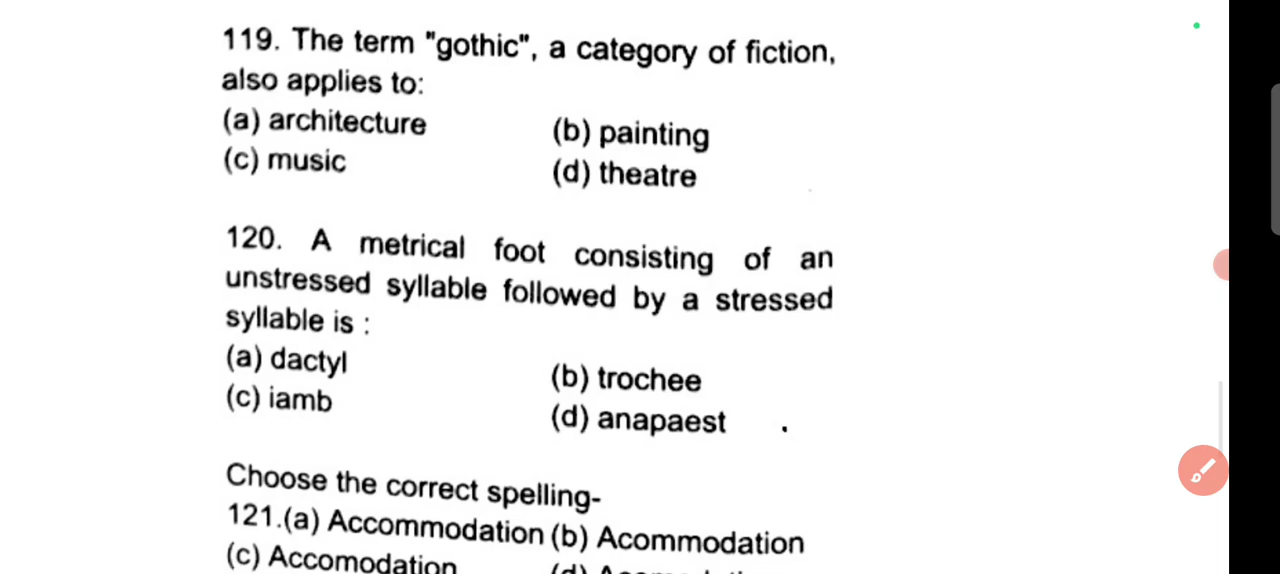 119. The term "gothic", a category of fiction,
also applies to:
(a) architecture (b) painting
(c) music (d) theatre
120. A metrical foot consisting of an
unstressed syllable followed by a stressed
syllable is :
(a) dactyl (b) trochee
(c) iamb (d) anapaest
Choose the correct spelling-
121.(a) Accommodation (b) Acommodation
(c) Accomodation (d)